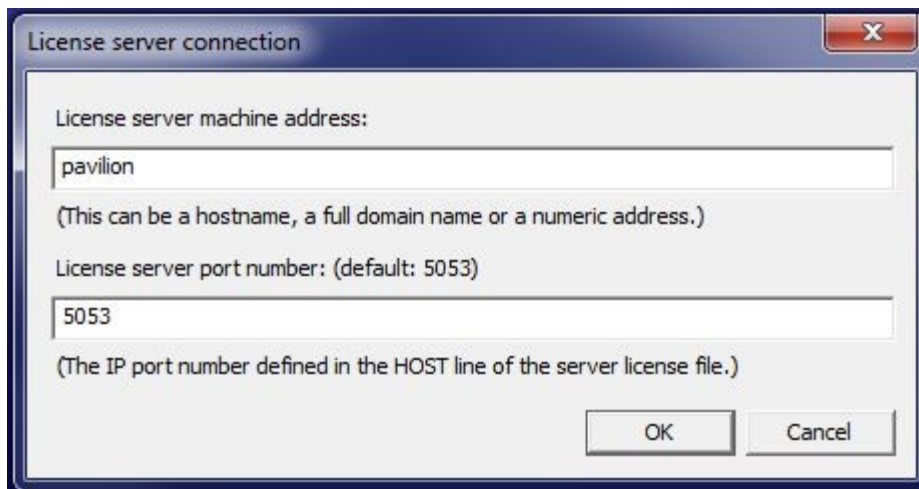 License server connection
License server machine address:
pavilion
(This can be a hostname, a full domain name or a numeric address.)
License server port number: (default: 5053)
5053
(The IP port number defined in the HOST line of the server license file.)
OK Cancel